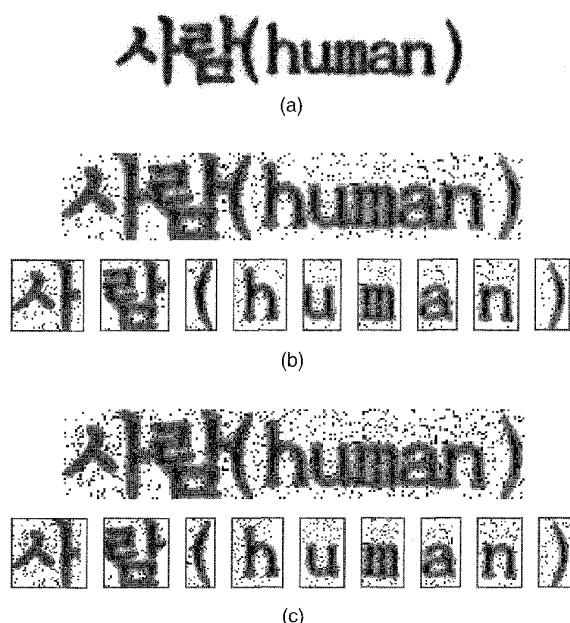 사람(human)
(a)
사람(human)
사 람 ( h u m a n )
(b)
사람(human)
사 람 ( h u m a n )
(c)